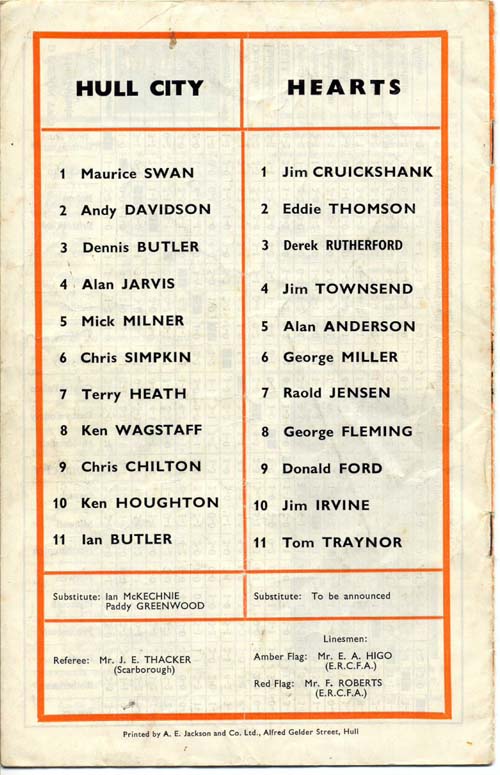 HULL CITY
1 Maurice SWAN
2 Andy DAVIDSON
3 Dennis BUTLER
4 Alan JARVIS
5 Mick MILNER
6 Chris SIMPKIN
7 Terry HEATH
8 Ken WAGSTAFF
9 Chris CHILTON
10 Ken HOUGHTON
11 Ian BUTLER
Substitute: Ian McKECHNIE
Paddy GREENWOOD
Referee: Mr. J. E. THACKER
(Scarborough)
HEARTS
1 Jim CRUICKSHANK
2 Eddie THOMSON
3 Derek RUTHERFORD
4 Jim TOWNSEND
5 Alan ANDERSON
6 George MILLER
7 Raold JENSEN
8 George FLEMING
9 Donald FORD
10 Jim IRVINE
11 Tom TRAYNOR
Substitute: To be announced
Linesmen:
Amber Flag: Mr. E. A. HIGO
(E.R.C.F.A.)
Red Flag: Mr. F. ROBERTS
(E.R.C.F.A.)
Printed by A. E. Jackson and Co. Ltd., Alfred Gelder Street, Hull